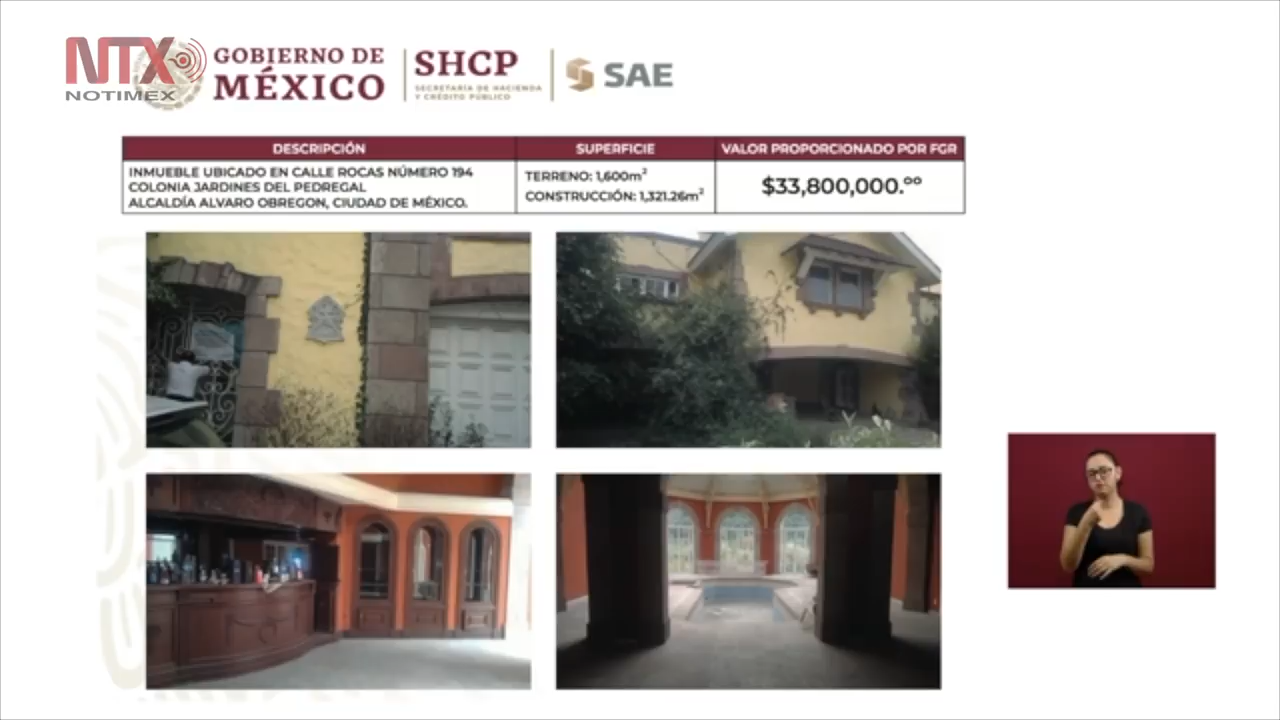 NTX
NOTIMEX
GOBIERNO DE
MÉXICO
SHCP
SECRETARÍA DE HACIENDA
Y CRÉDITO PÚBLICO
SAE
DESCRIPCIÓN
SUPERFICIE
VALOR PROPORCIONADO POR FGR
INMUEBLE UBICADO EN CALLE ROCAS NÚMERO 194
COLONIA JARDINES DEL PEDREGAL
ALCALDÍA ALVARO OBREGON, CIUDAD DE MÉXICO.
TERRENO: 1,600m²
CONSTRUCCIÓN: 1,321.26m²
$33,800,000.ºº